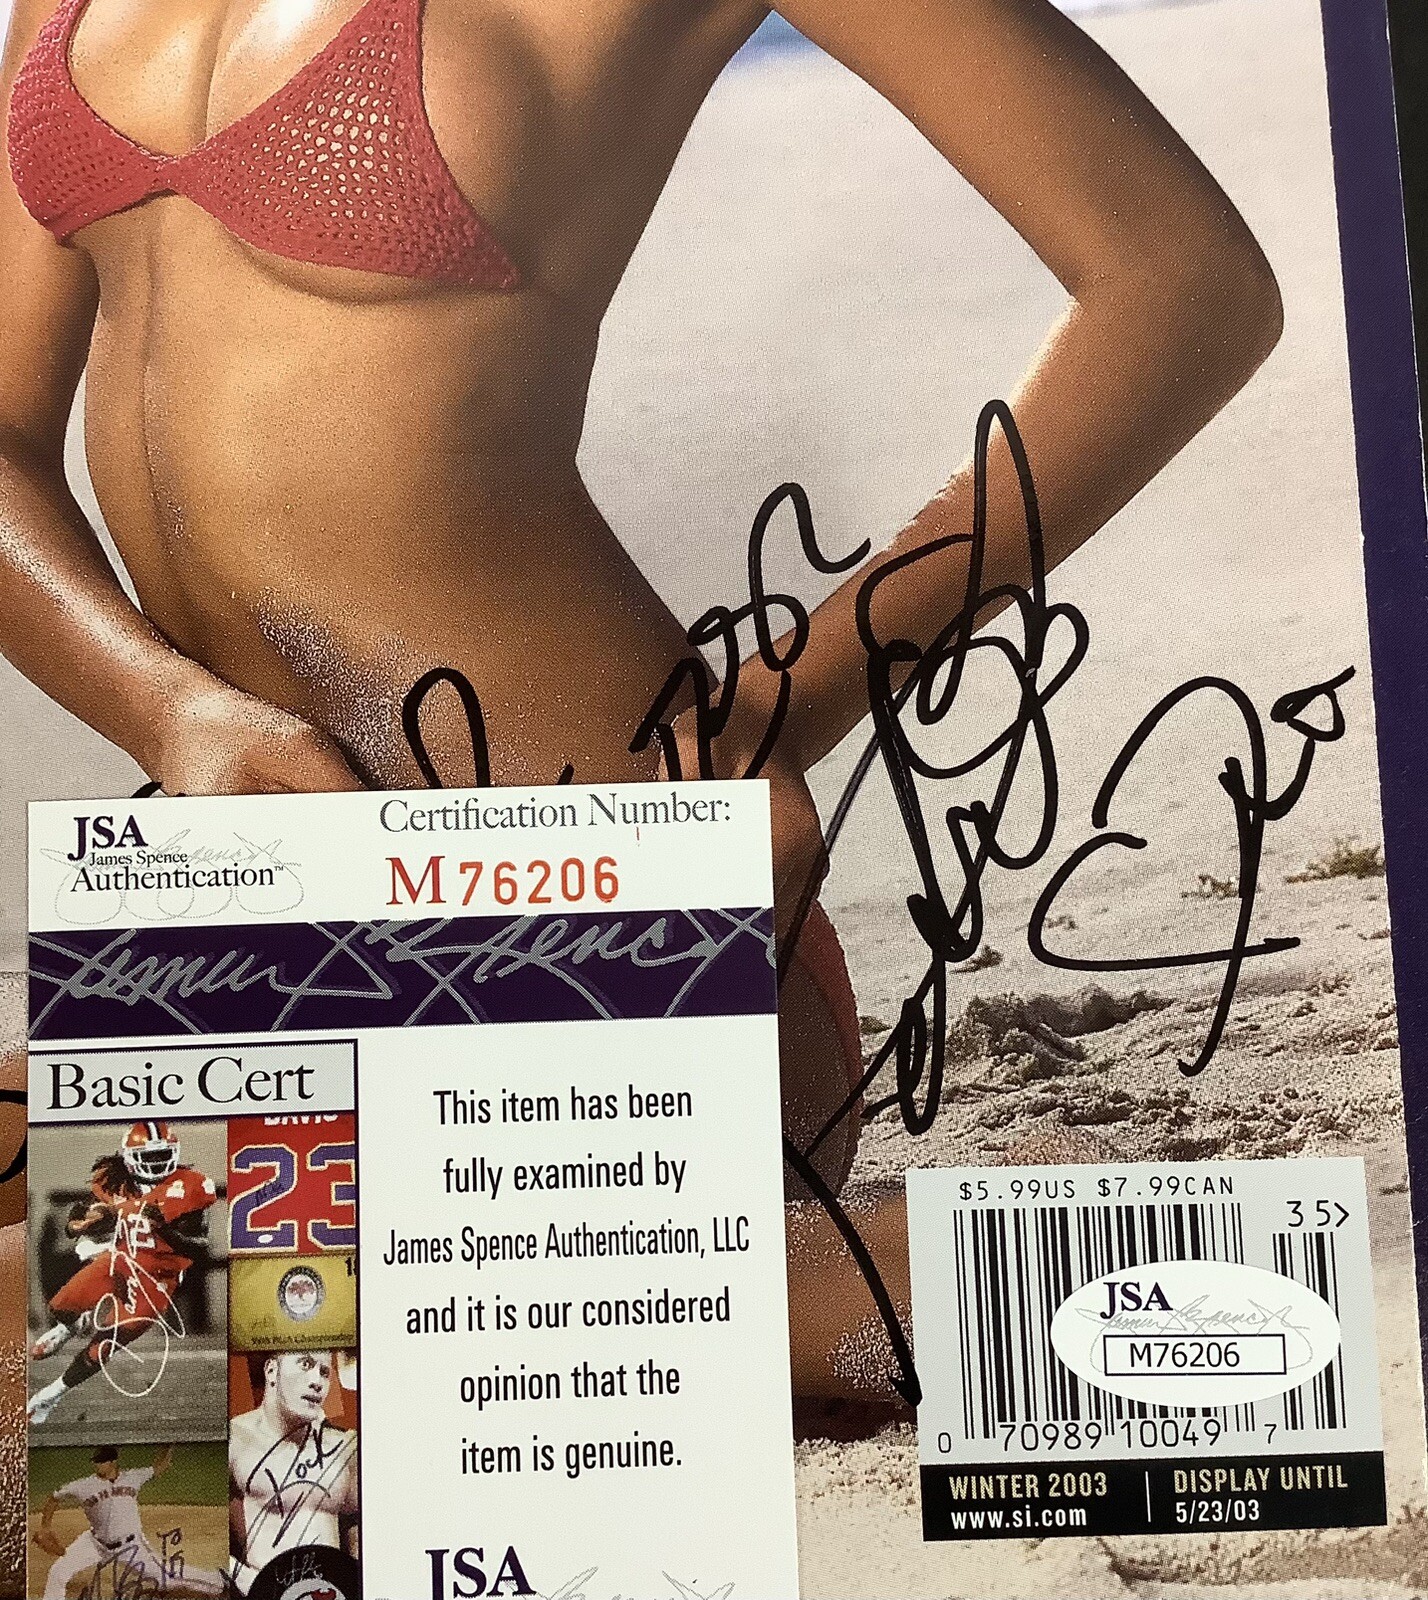 JSA
James Spence
Authentication™
Certification Number:
M76206
Basic Cert
This item has been
fully examined by
James Spence Authentication, LLC
and it is our considered
opinion that the
item is genuine.
JSA
DAVIS
23
Rock
$5.99US $7.99CAN
35>
JSA
M76206
0 70989 10049 7
WINTER 2003
www.si.com
DISPLAY UNTIL
5/23/03